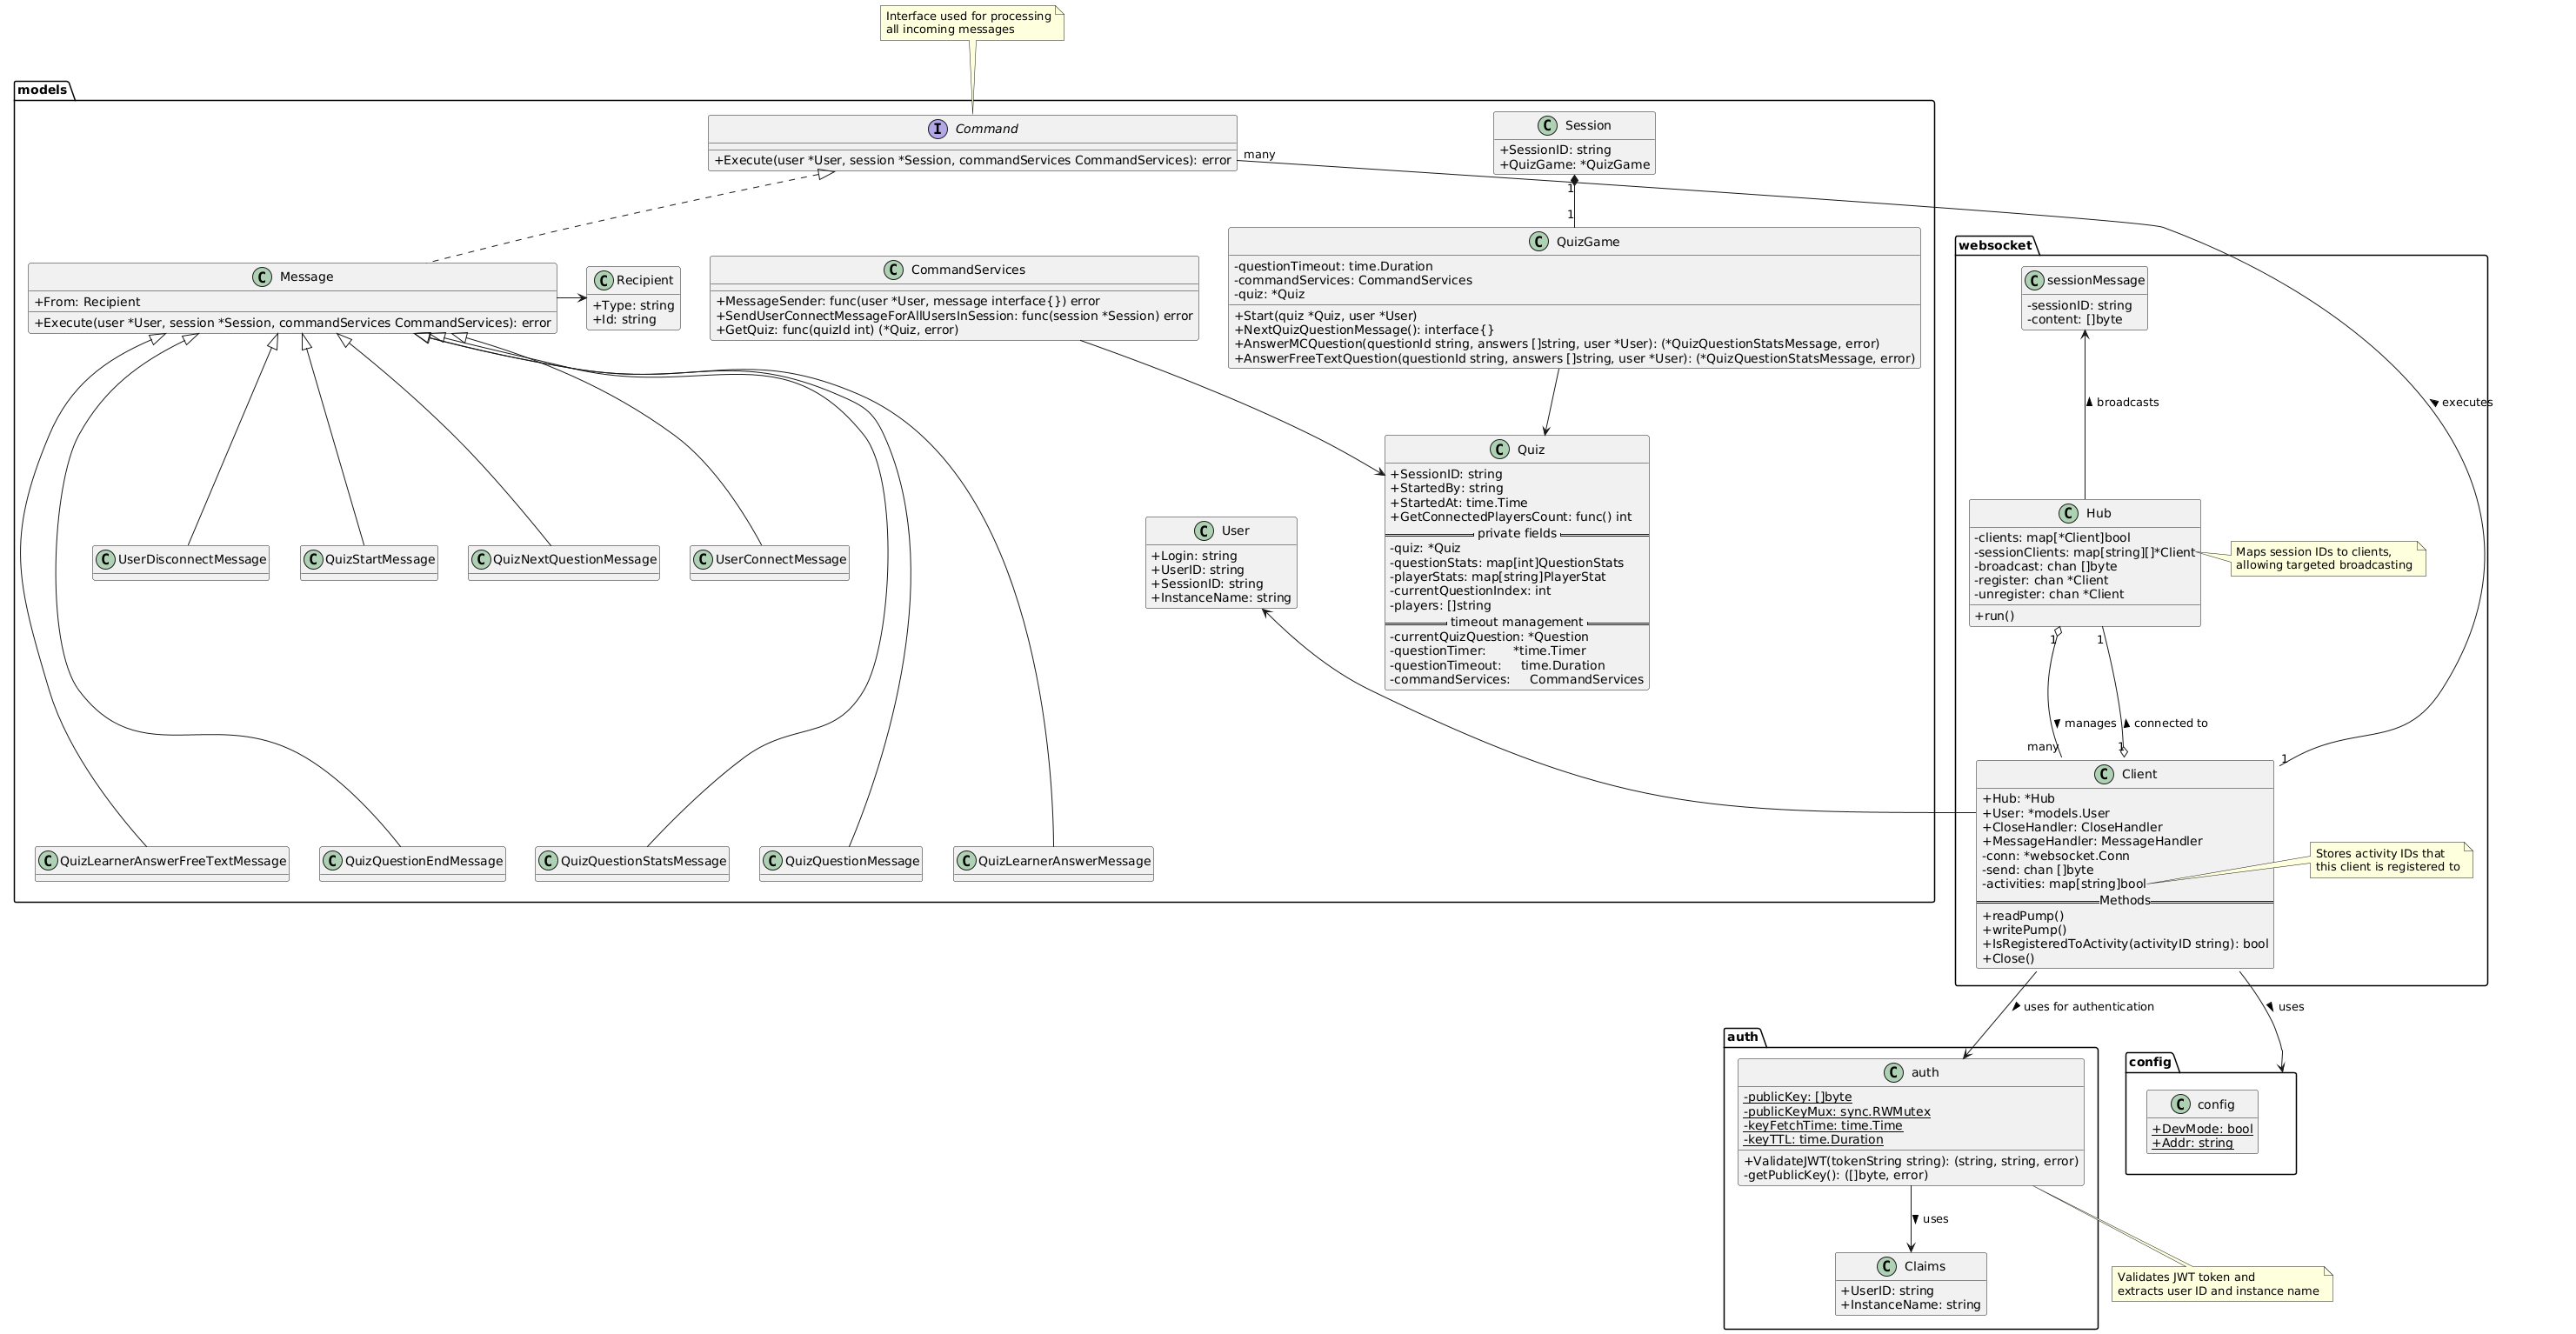 Interface used for processing
all incoming messages
models
I Command
+Execute(user *User, session *Session, commandServices CommandServices): error
many
C Session
+SessionID: string
+QuizGame: *QuizGame
1
1
C Message
+From: Recipient
+Execute(user *User, session *Session, commandServices CommandServices): error
C Recipient
+Type: string
+Id: string
C CommandServices
+MessageSender: func(user *User, message interface{}) error
+SendUserConnectMessageForAllUsersInSession: func(session *Session) error
+GetQuiz: func(quizId int) (*Quiz, error)
C QuizGame
-questionTimeout: time.Duration
-commandServices: CommandServices
-quiz: *Quiz
+Start(quiz *Quiz, user *User)
+NextQuizQuestionMessage(): interface{}
+AnswerMCQuestion(questionId string, answers []string, user *User): (*QuizQuestionStatsMessage, error)
+AnswerFreeTextQuestion(questionId string, answers []string, user *User): (*QuizQuestionStatsMessage, error)
C Quiz
+SessionID: string
+StartedBy: string
+StartedAt: time.Time
+GetConnectedPlayersCount: func() int
private fields
-quiz: *Quiz
-questionStats: map[int]QuestionStats
-playerStats: map[string]PlayerStat
-currentQuestionIndex: int
-players: []string
timeout management
-currentQuizQuestion: *Question
-questionTimer: *time.Timer
-questionTimeout: time.Duration
-commandServices: CommandServices
C User
+Login: string
+UserID: string
+SessionID: string
+InstanceName: string
C UserDisconnectMessage
C QuizStartMessage
C QuizNextQuestionMessage
C UserConnectMessage
C QuizLearnerAnswerFreeTextMessage
C QuizQuestionEndMessage
C QuizQuestionStatsMessage
C QuizQuestionMessage
C QuizLearnerAnswerMessage
websocket
C sessionMessage
-sessionID: string
-content: []byte
broadcasts
executes
C Hub
-clients: map[*Client]bool
-sessionClients: map[string][]*Client
-broadcast: chan []byte
-register: chan *Client
-unregister: chan *Client
+run()
Maps session IDs to clients,
allowing targeted broadcasting
1
1
manages
connected to
many
1
1
C Client
+Hub: *Hub
+User: *models.User
+CloseHandler: CloseHandler
+MessageHandler: MessageHandler
-conn: *websocket.Conn
-send: chan []byte
-activities: map[string]bool
Methods
+readPump()
+writePump()
+IsRegisteredToActivity(activityID string): bool
+Close()
Stores activity IDs that
this client is registered to
uses for authentication
uses
auth
C auth
-publicKey: []byte
-publicKeyMux: sync.RWMutex
-keyFetchTime: time.Time
-keyTTL: time.Duration
+ValidateJWT(tokenString string): (string, string, error)
-getPublicKey(): ([]byte, error)
uses
C Claims
+UserID: string
+InstanceName: string
config
C config
+DevMode: bool
+Addr: string
Validates JWT token and
extracts user ID and instance name